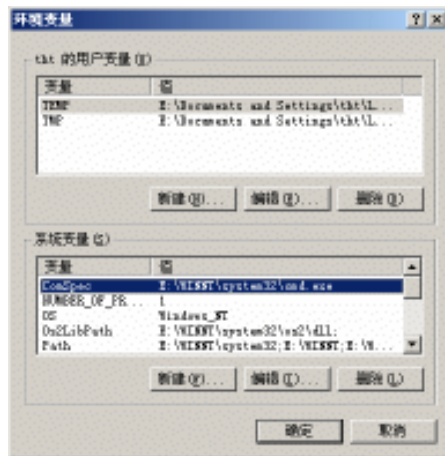 环境变量
tht 的用户变量(U)
变量 值
TEMP E:\Documents and Settings\tht\L...
TMP E:\Documents and Settings\tht\L...
新建(N)... 编辑(E)... 删除(D)
系统变量(S)
变量 值
ComSpec E:\WINNT\system32\cmd.exe
NUMBER_OF_PR... 1
OS Windows_NT
Os2LibPath E:\WINNT\system32\os2\dll;
Path E:\WINNT\system32;E:\WINNT;E:\W...
新建(W)... 编辑(I)... 删除(L)
确定 取消